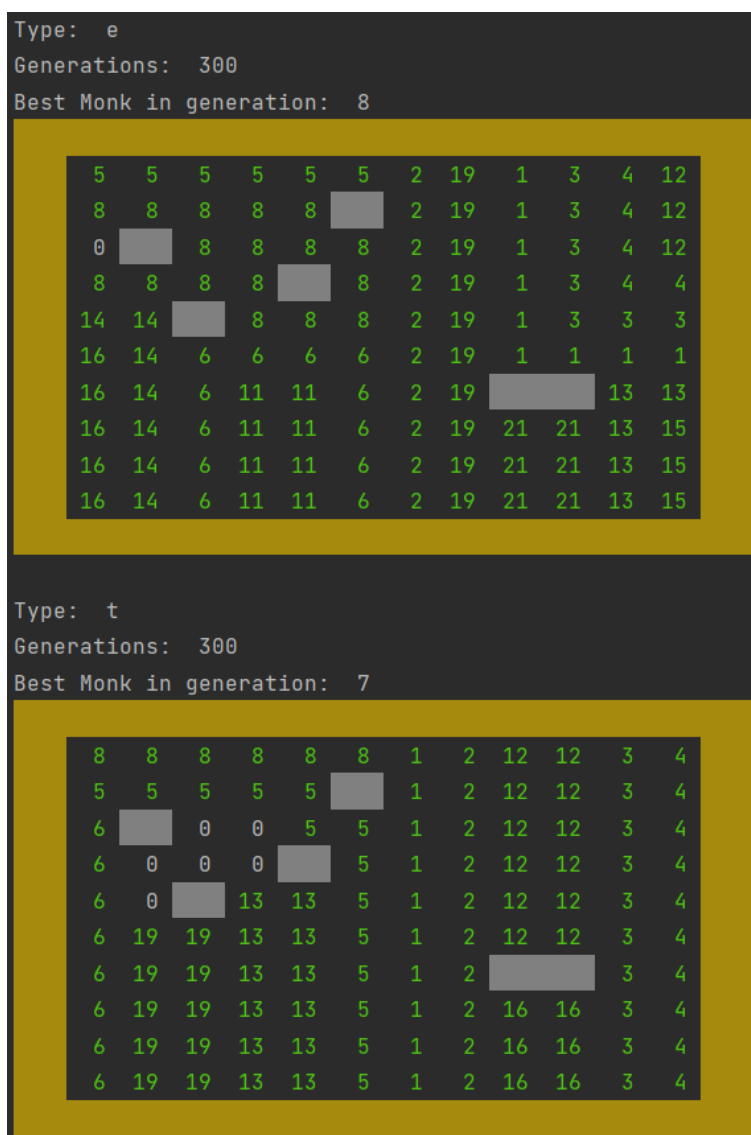 Type:  e
Generations:  300
Best Monk in generation:  8
5 5 5 5 5 5 2 19 1 3 4 12
8 8 8 8 8 2 19 1 3 4 12
0 8 8 8 8 2 19 1 3 4 12
8 8 8 8 8 2 19 1 3 4 4
14 14 8 8 8 2 19 1 3 3 3
16 14 6 6 6 6 2 19 1 1 1 1
16 14 6 11 11 6 2 19 13 13
16 14 6 11 11 6 2 19 21 21 13 15
16 14 6 11 11 6 2 19 21 21 13 15
16 14 6 11 11 6 2 19 21 21 13 15
Type:  t
Generations:  300
Best Monk in generation:  7
8 8 8 8 8 8 1 2 12 12 3 4
5 5 5 5 5 1 2 12 12 3 4
6 0 0 5 5 1 2 12 12 3 4
6 0 0 0 5 1 2 12 12 3 4
6 0 13 13 5 1 2 12 12 3 4
6 19 19 13 13 5 1 2 12 12 3 4
6 19 19 13 13 5 1 2 3 4
6 19 19 13 13 5 1 2 16 16 3 4
6 19 19 13 13 5 1 2 16 16 3 4
6 19 19 13 13 5 1 2 16 16 3 4